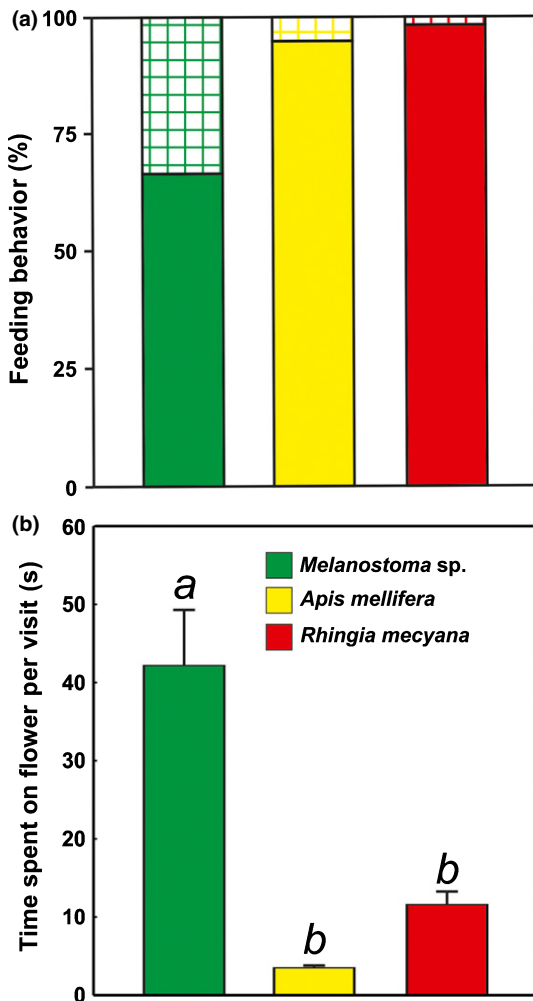 (a)
100
75
50
25
0
Feeding behavior (%)
(b)
60
50
40
30
20
10
0
Time spent on flower per visit (s)
Melanostoma sp.
Apis mellifera
Rhingia mecyana
a
b
b